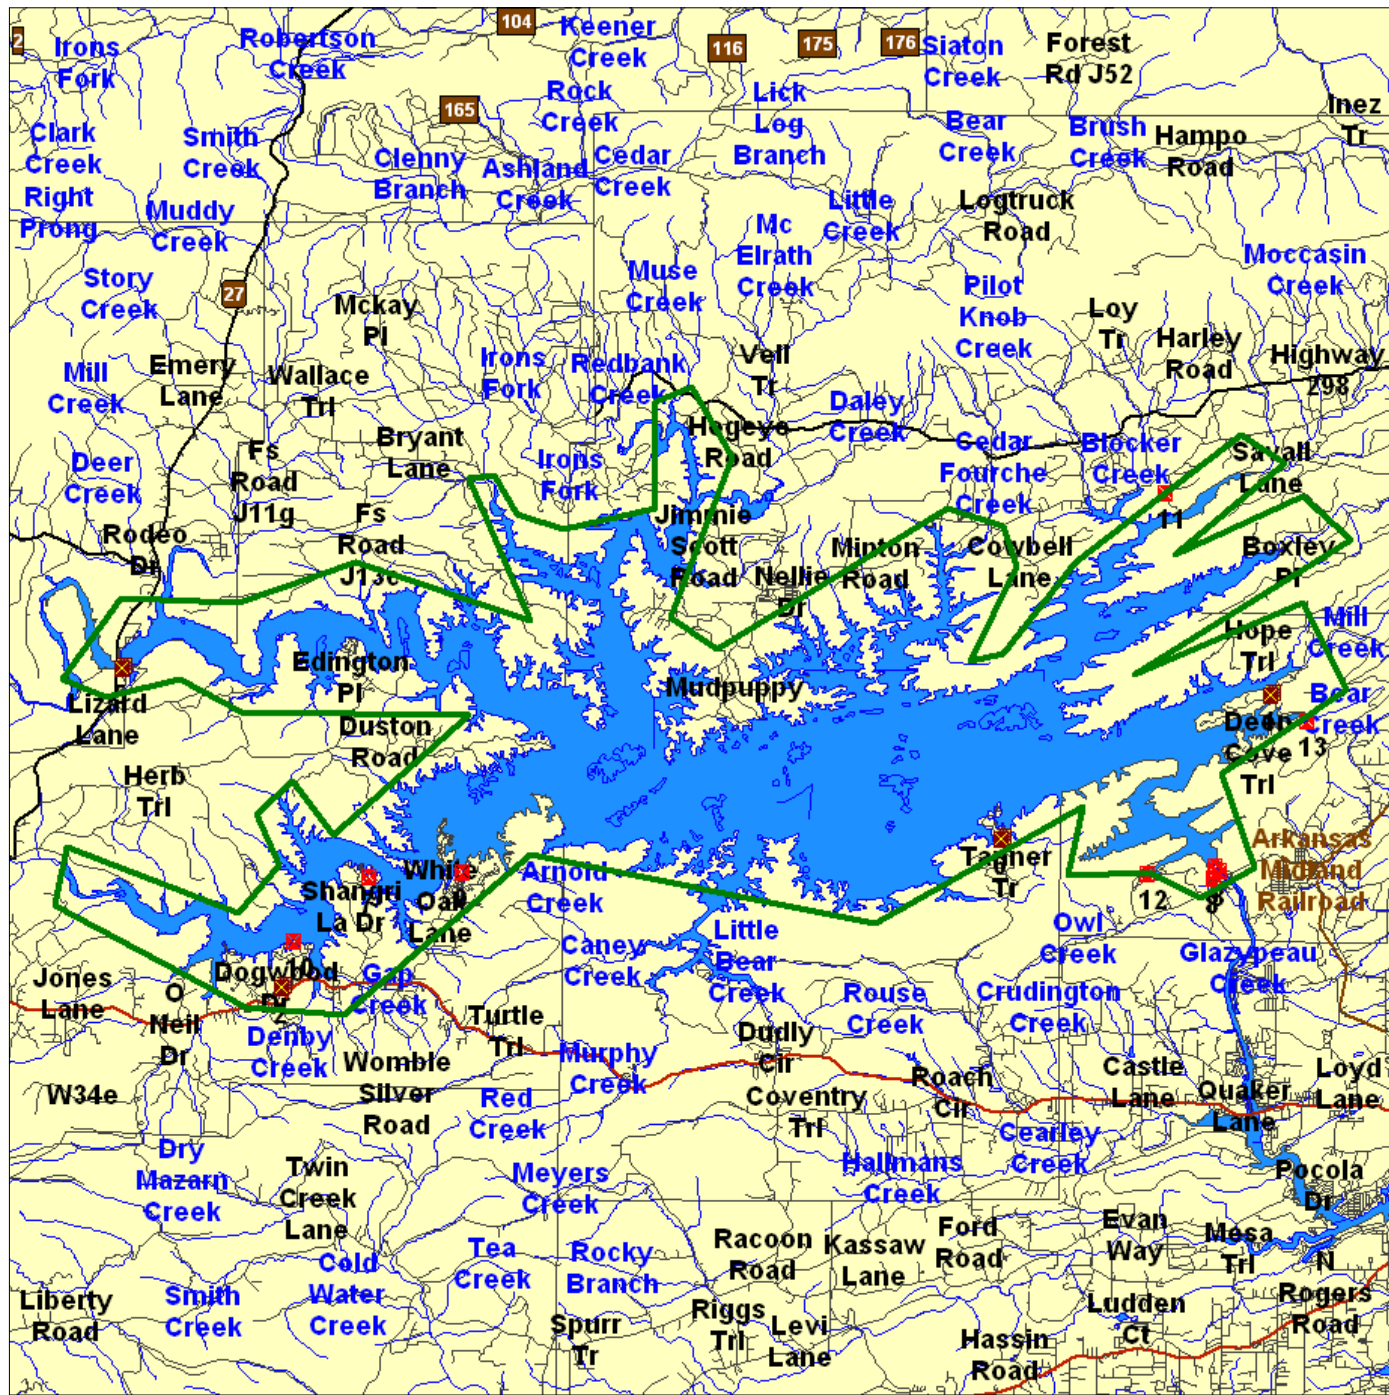 2
Irons
Fork
Robertson
Creek
104
Keener
Creek
116
175
176
Siaton
Creek
Forest
Rd J52
165
Rock
Creek
Lick
Log
Branch
Inez
Tr
Clark
Creek
Smith
Creek
Clenny
Branch
Ashland
Creek
Cedar
Creek
Bear
Creek
Brush
Creek
Hampo
Road
Right
Prong
Muddy
Creek
Little
Creek
Logtruck
Road
Mc
Elrath
Creek
Story
Creek
27
Mckay
Pl
Muse
Creek
Pilot
Knob
Creek
Moccasin
Creek
Loy
Tr
Harley
Road
Highway
298
Mill
Creek
Emery
Lane
Wallace
Trl
Irons
Fork
Redbank
Creek
Vell
Tr
Daley
Creek
Deer
Creek
Fs
Road
J11g
Bryant
Lane
Irons
Fork
Hogeye
Road
Cedar
Fourche
Creek
Blocker
Creek
Savall
Lane
11
Rodeo
Dr
Fs
Road
J13c
Jimmie
Scott
Road
Nellie
Dr
Minton
Road
Cowbell
Lane
Boxley
Pl
Lizard
Lane
Edington
Pl
Mudpuppy
Hope
Trl
Mill
Creek
Duston
Road
Deep
Cove
Trl
Bear
Creek
13
Herb
Trl
Shangri
La Dr
White
Oak
Lane
Arnold
Creek
Tanner
Tr
12
Arkansas
Midland
Railroad
Jones
Lane
O
Neil
Dr
Dogwood
Dr
10
2
Gap
Creek
Caney
Creek
Little
Bear
Creek
Owl
Creek
Glazypeau
Creek
Denby
Creek
Turtle
Trl
Rouse
Creek
Crudington
Creek
W34e
Womble
Silver
Road
Murphy
Creek
Dudly
Cir
Roach
Cir
Castle
Lane
Quaker
Lane
Loyd
Lane
Red
Creek
Coventry
Trl
Cearley
Creek
Dry
Mazarn
Creek
Twin
Creek
Lane
Meyers
Creek
Hallmans
Creek
Pocola
Dr
Cold
Water
Creek
Tea
Creek
Rocky
Branch
Racoon
Road
Kassaw
Lane
Ford
Road
Evan
Way
Mesa
Trl
N
Rogers
Road
Liberty
Road
Smith
Creek
Spurr
Tr
Riggs
Trl
Levi
Lane
Hassin
Road
Ludden
Ct